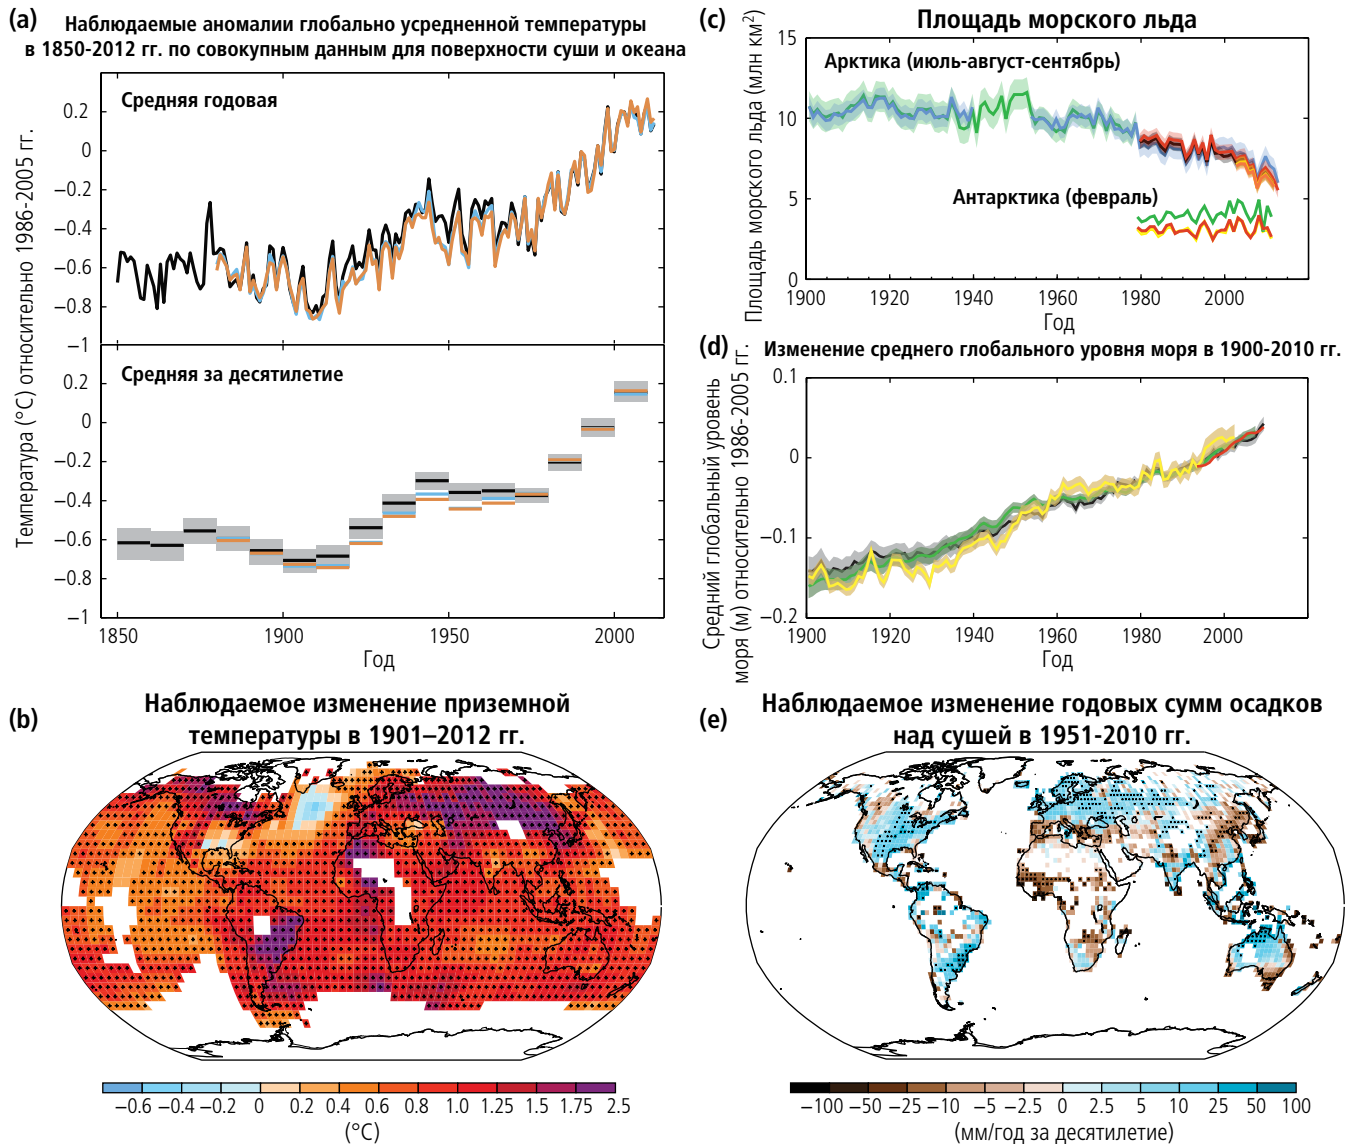 (a)
Наблюдаемые аномалии глобально усредненной температуры
в 1850-2012 гг. по совокупным данным для поверхности суши и океана
Средняя годовая
0.2
0
−0.2
−0.4
−0.6
−0.8
−1
Средняя за десятилетие
0.2
0
−0.2
−0.4
−0.6
−0.8
−1
Температура (°C) относительно 1986-2005 гг.
1850 1900 1950 2000
Год
(c)
Площадь морского льда
Площадь морского льда (млн км²)
15
10
5
0
Арктика (июль-август-сентябрь)
Антарктика (февраль)
1900 1920 1940 1960 1980 2000
Год
(d)
Изменение среднего глобального уровня моря в 1900-2010 гг.
Средний глобальный уровень
моря (м) относительно 1986-2005 гг.
0.1
0
−0.1
−0.2
1900 1920 1940 1960 1980 2000
Год
(b)
Наблюдаемое изменение приземной
температуры в 1901–2012 гг.
−0.6 −0.4 −0.2 0 0.2 0.4 0.6 0.8 1.0 1.25 1.5 1.75 2.5
(°C)
(e)
Наблюдаемое изменение годовых сумм осадков
над сушей в 1951-2010 гг.
−100 −50 −25 −10 −5 −2.5 0 2.5 5 10 25 50 100
(мм/год за десятилетие)